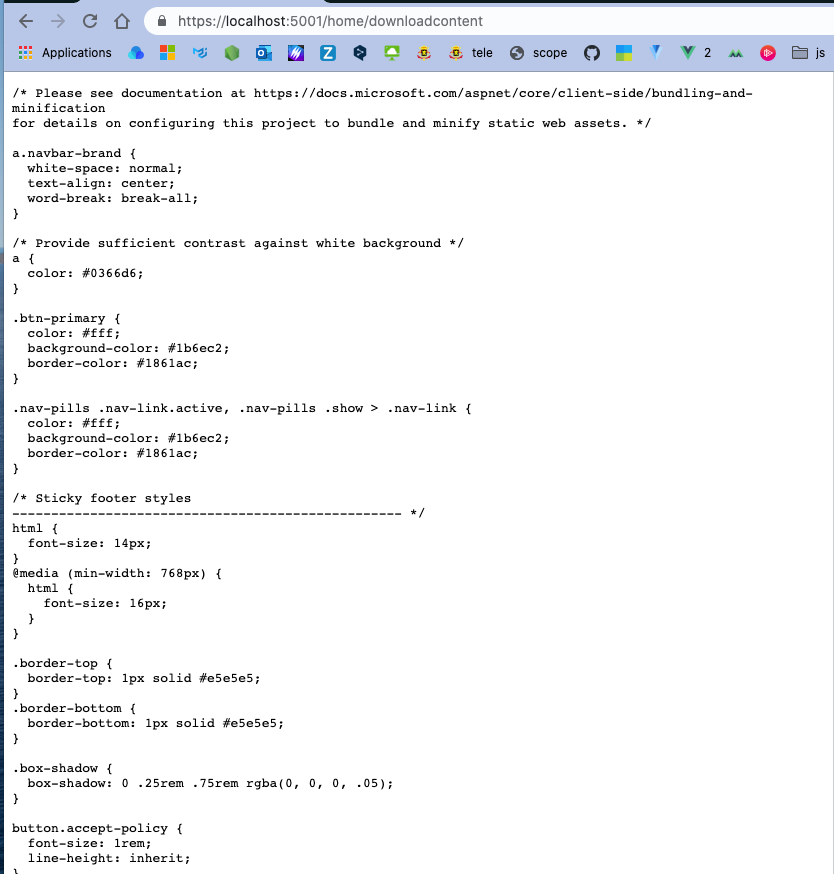 https://localhost:5001/home/downloadcontent
Applications tele scope 2 js
/* Please see documentation at https://docs.microsoft.com/aspnet/core/client-side/bundling-and-
minification
for details on configuring this project to bundle and minify static web assets. */
a.navbar-brand {
  white-space: normal;
  text-align: center;
  word-break: break-all;
}
/* Provide sufficient contrast against white background */
a {
  color: #0366d6;
}
.btn-primary {
  color: #fff;
  background-color: #1b6ec2;
  border-color: #1861ac;
}
.nav-pills .nav-link.active, .nav-pills .show > .nav-link {
  color: #fff;
  background-color: #1b6ec2;
  border-color: #1861ac;
}
/* Sticky footer styles
-------------------------------------------------- */
html {
  font-size: 14px;
}
@media (min-width: 768px) {
  html {
    font-size: 16px;
  }
}
.border-top {
  border-top: 1px solid #e5e5e5;
}
.border-bottom {
  border-bottom: 1px solid #e5e5e5;
}
.box-shadow {
  box-shadow: 0 .25rem .75rem rgba(0, 0, 0, .05);
}
button.accept-policy {
  font-size: 1rem;
  line-height: inherit;
}